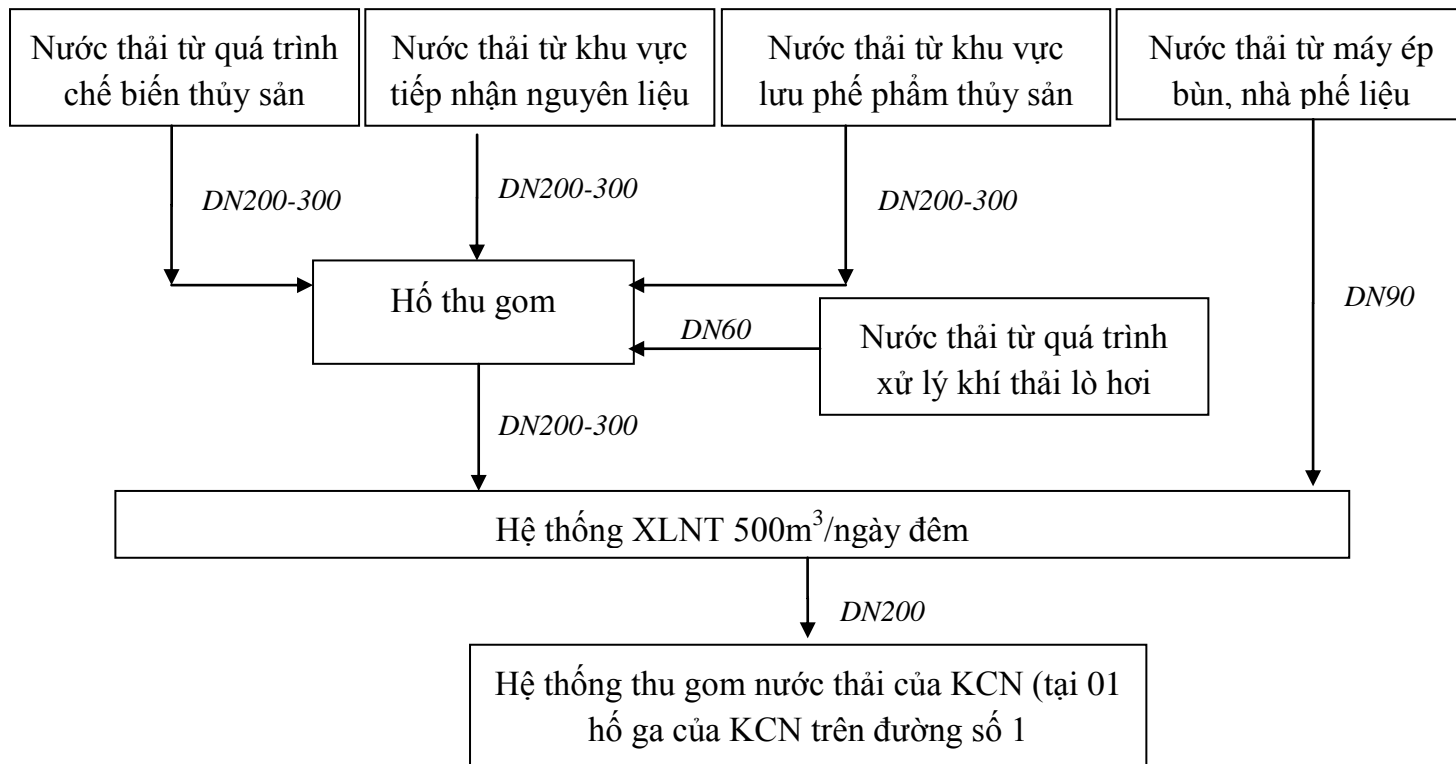 Nước thải từ quá trình
chế biến thủy sản
Nước thải từ khu vực
tiếp nhận nguyên liệu
Nước thải từ khu vực
lưu phế phẩm thủy sản
Nước thải từ máy ép
bùn, nhà phế liệu
DN200-300
DN200-300
DN200-300
DN90
Hố thu gom
DN60
Nước thải từ quá trình
xử lý khí thải lò hơi
DN200-300
Hệ thống XLNT 500m³/ngày đêm
DN200
Hệ thống thu gom nước thải của KCN (tại 01
hố ga của KCN trên đường số 1